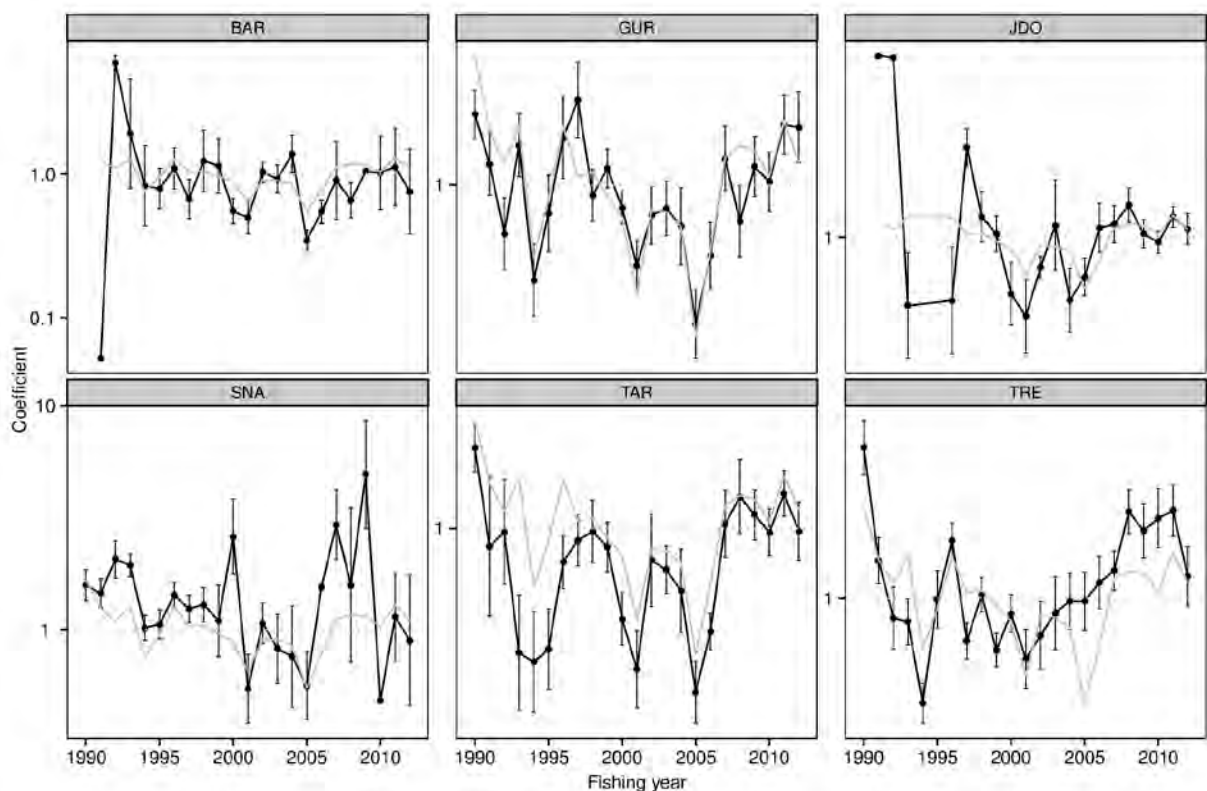 BAR GUR JDO
1.0 1 1
0.1
Coefficient
SNA TAR TRE
10
1 1 1
1990 1995 2000 2005 2010 1990 1995 2000 2005 2010 1990 1995 2000 2005 2010
Fishing year